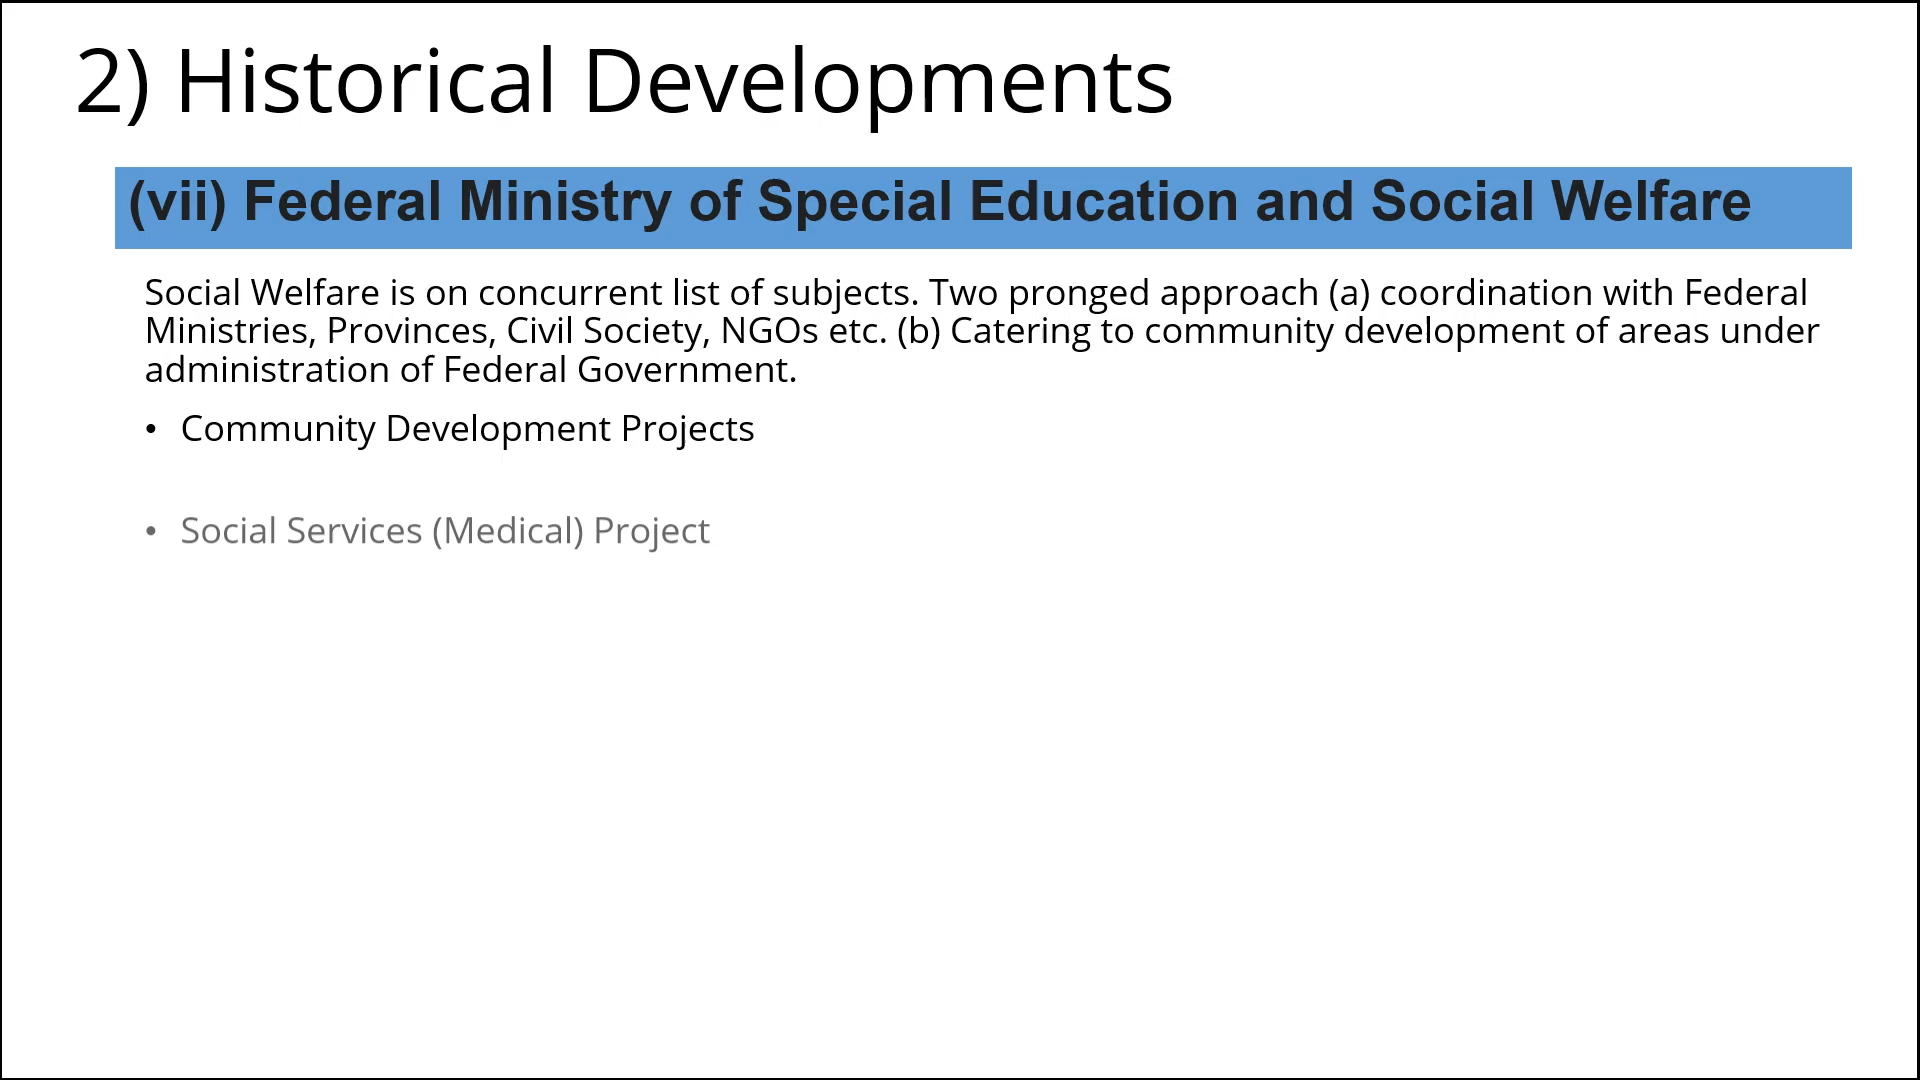 2) Historical Developments
(vii) Federal Ministry of Special Education and Social Welfare
Social Welfare is on concurrent list of subjects. Two pronged approach (a) coordination with Federal
Ministries, Provinces, Civil Society, NGOs etc. (b) Catering to community development of areas under
administration of Federal Government.
• Community Development Projects
• Social Services (Medical) Project